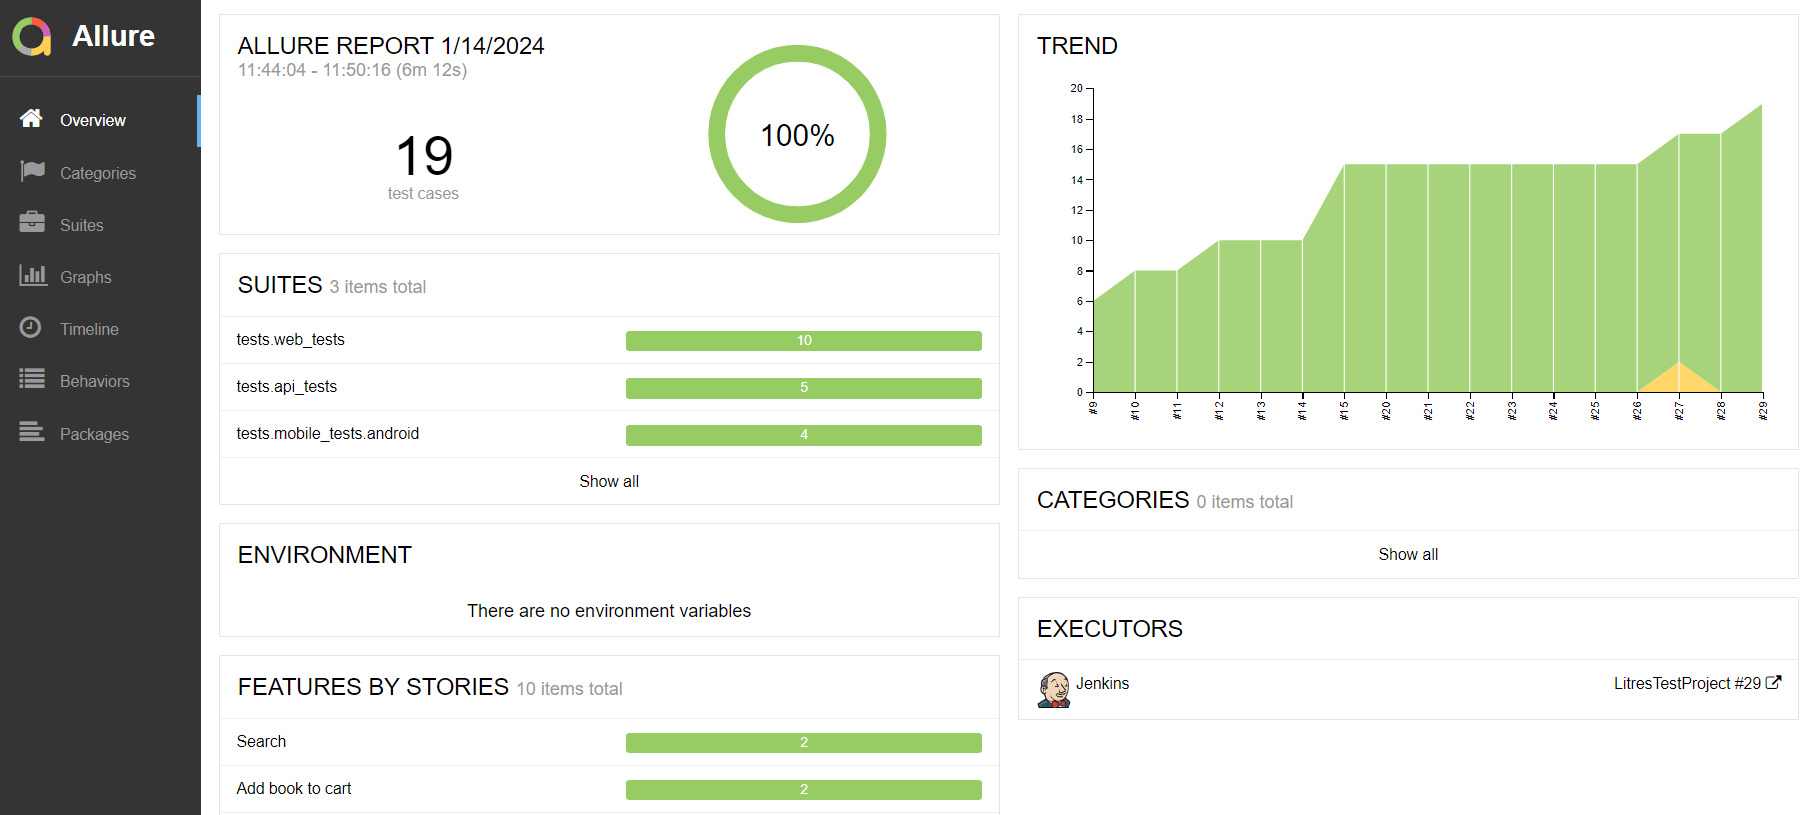 Allure
Overview
Categories
Suites
Graphs
Timeline
Behaviors
Packages
ALLURE REPORT 1/14/2024
11:44:04 - 11:50:16 (6m 12s)
19
test cases
100%
SUITES 3 items total
tests.web_tests 10
tests.api_tests 5
tests.mobile_tests.android 4
Show all
ENVIRONMENT
There are no environment variables
FEATURES BY STORIES 10 items total
Search 2
Add book to cart 2
TREND
20
18
16
14
12
10
8
6
4
2
0
#9 #10 #11 #12 #13 #14 #15 #20 #21 #22 #23 #24 #25 #26 #27 #28 #29
CATEGORIES 0 items total
Show all
EXECUTORS
Jenkins LitresTestProject #29